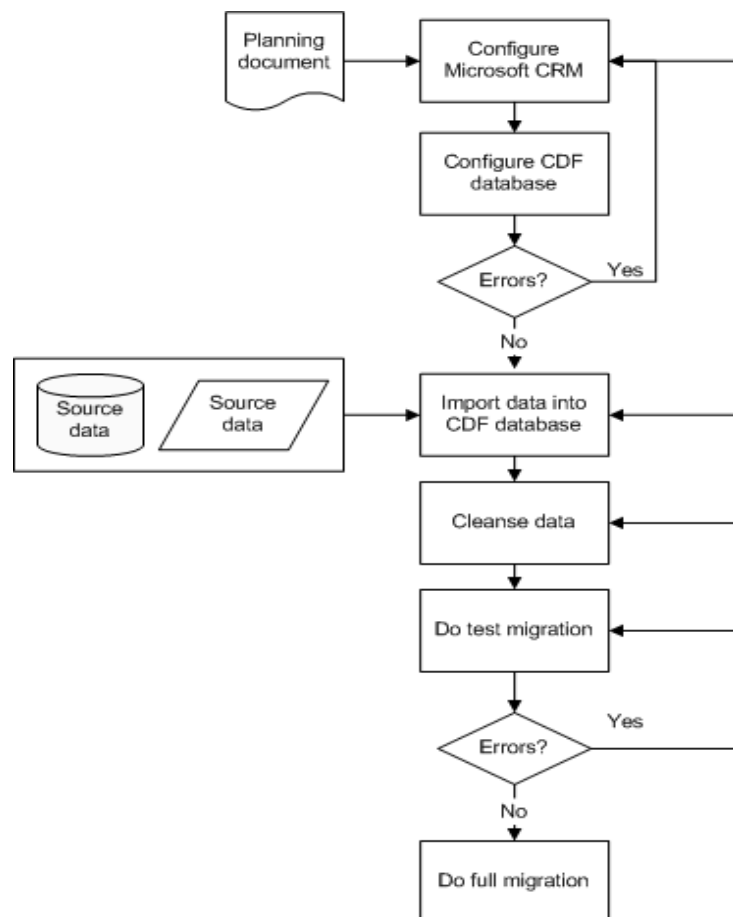 Planning
document
Configure
Microsoft CRM
Configure CDF
database
Errors?
Yes
No
Source
data
Source
data
Import data into
CDF database
Cleanse data
Do test migration
Errors?
Yes
No
Do full migration